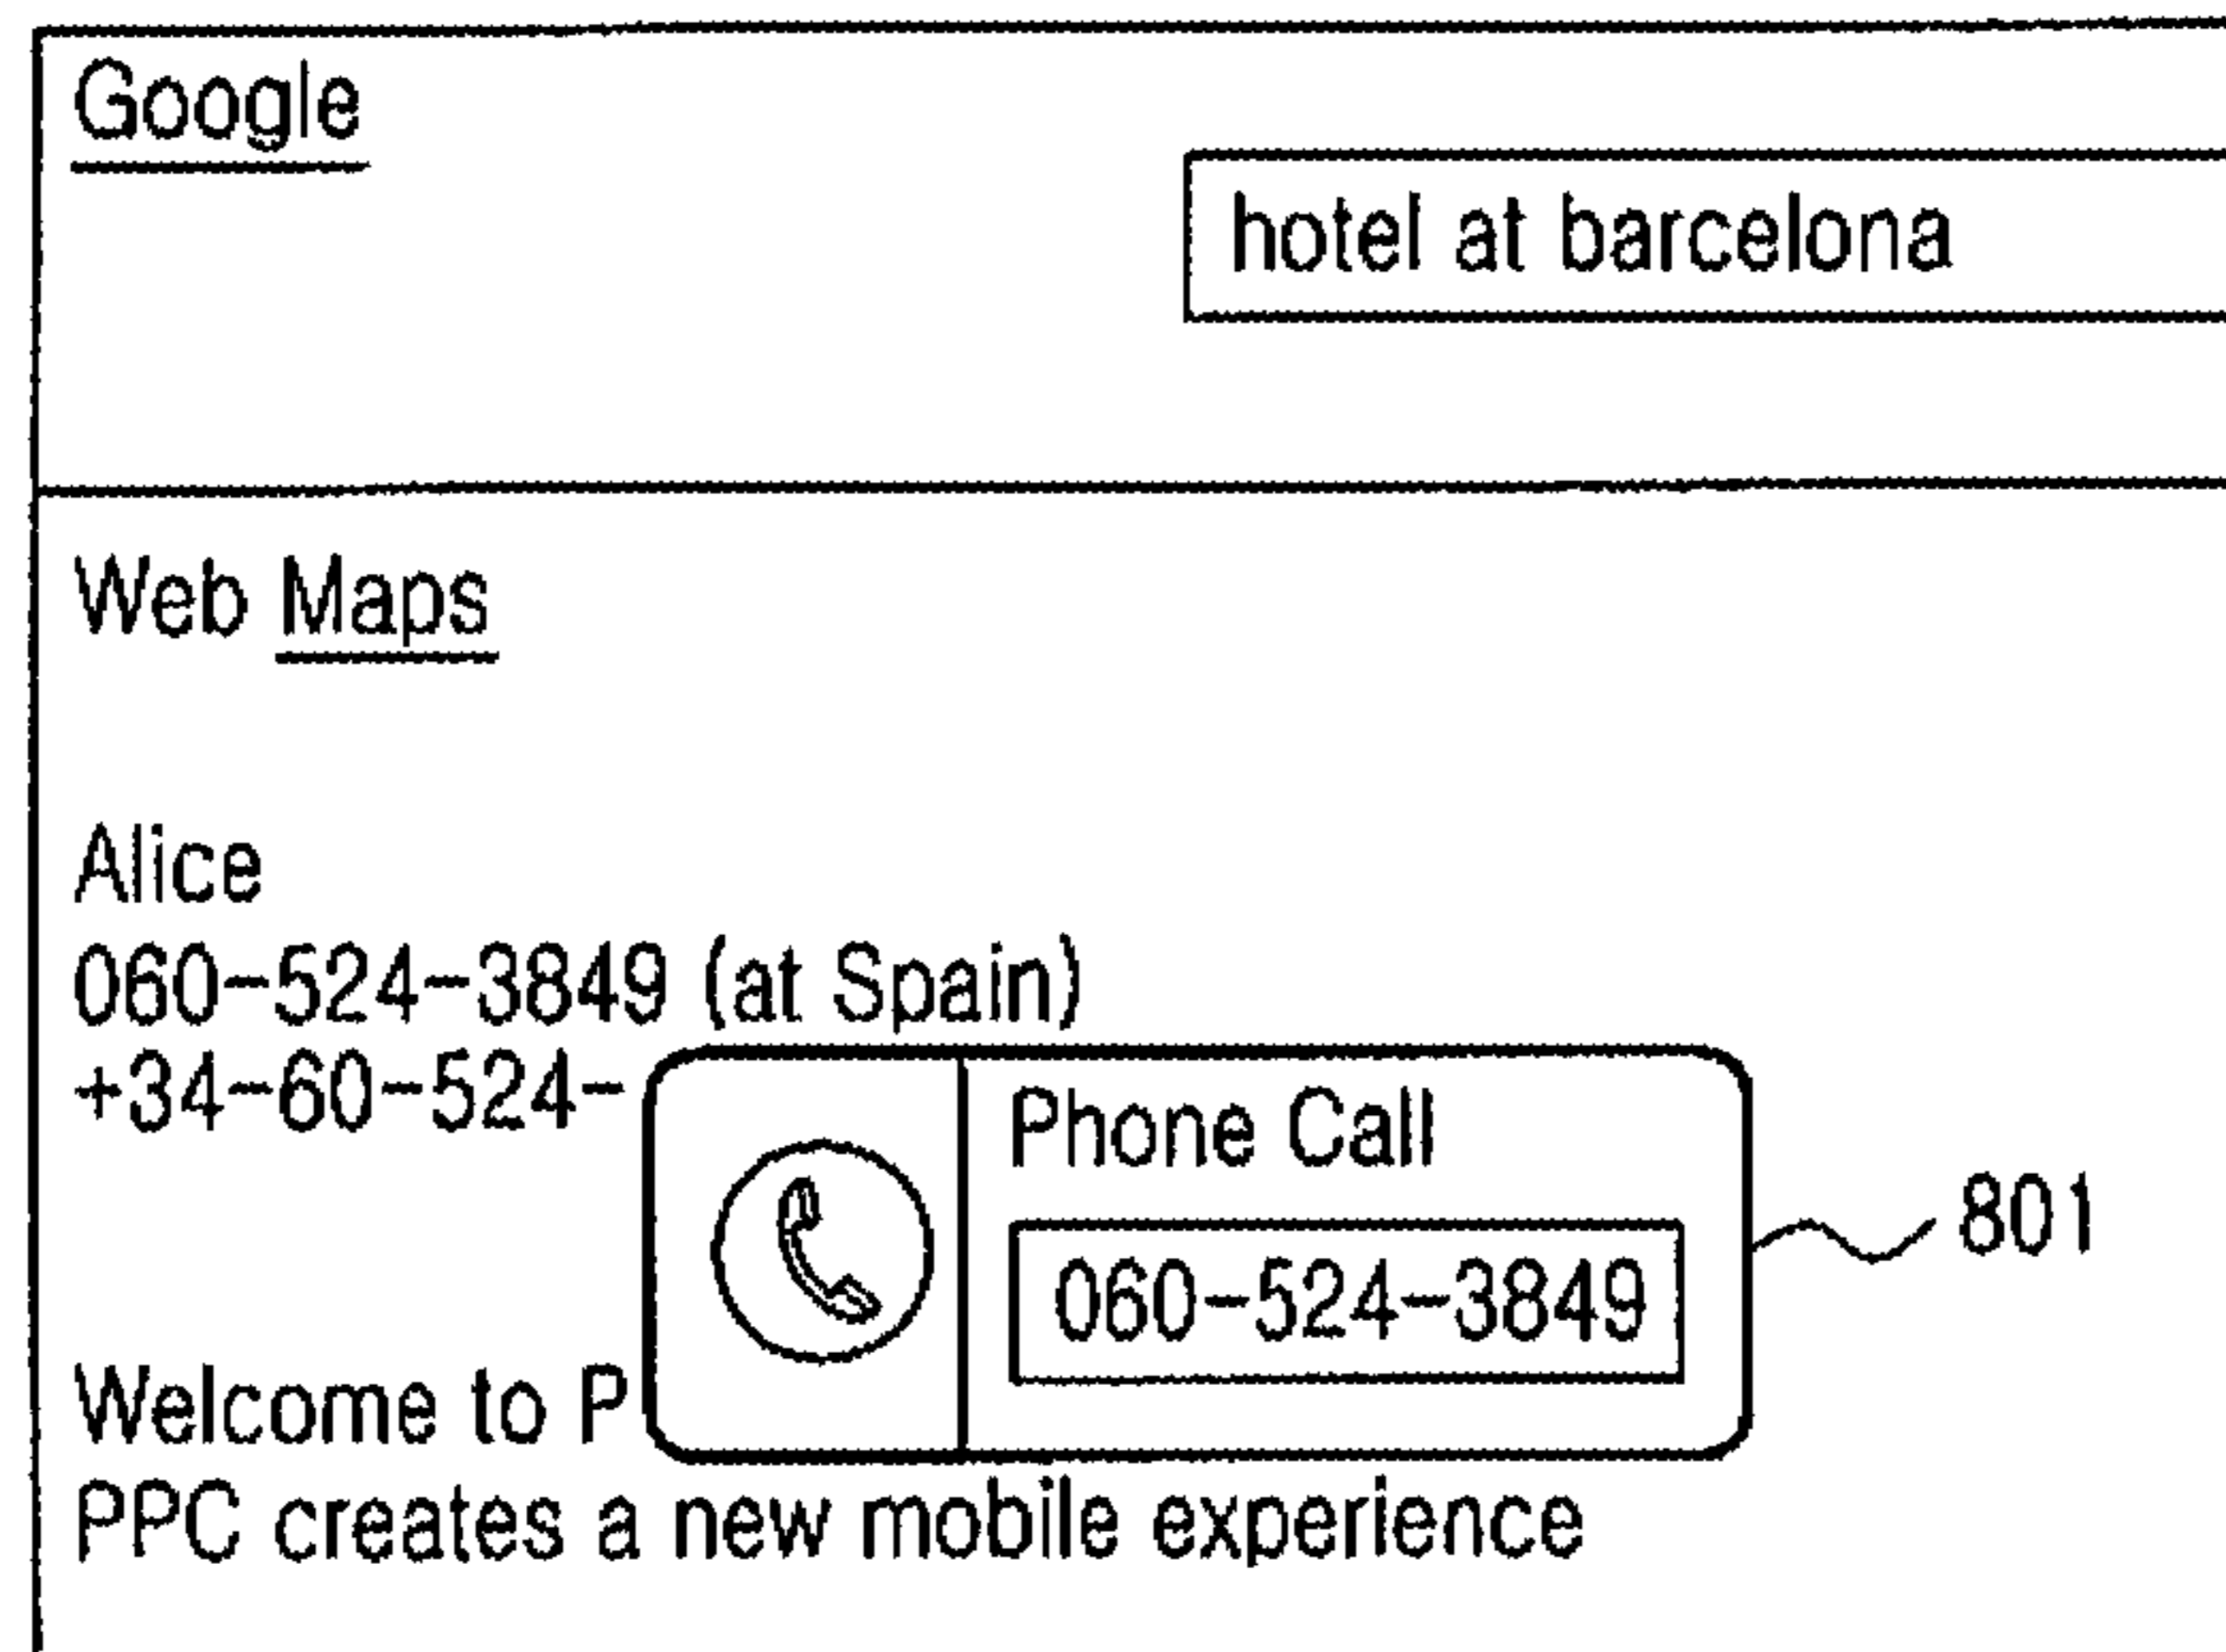 Google
hotel at barcelona
Web Maps
Alice
060-524-3849 (at Spain)
+34-60-524-
Phone Call
801
060-524-3849
Welcome to P
PPC creates a new mobile experience